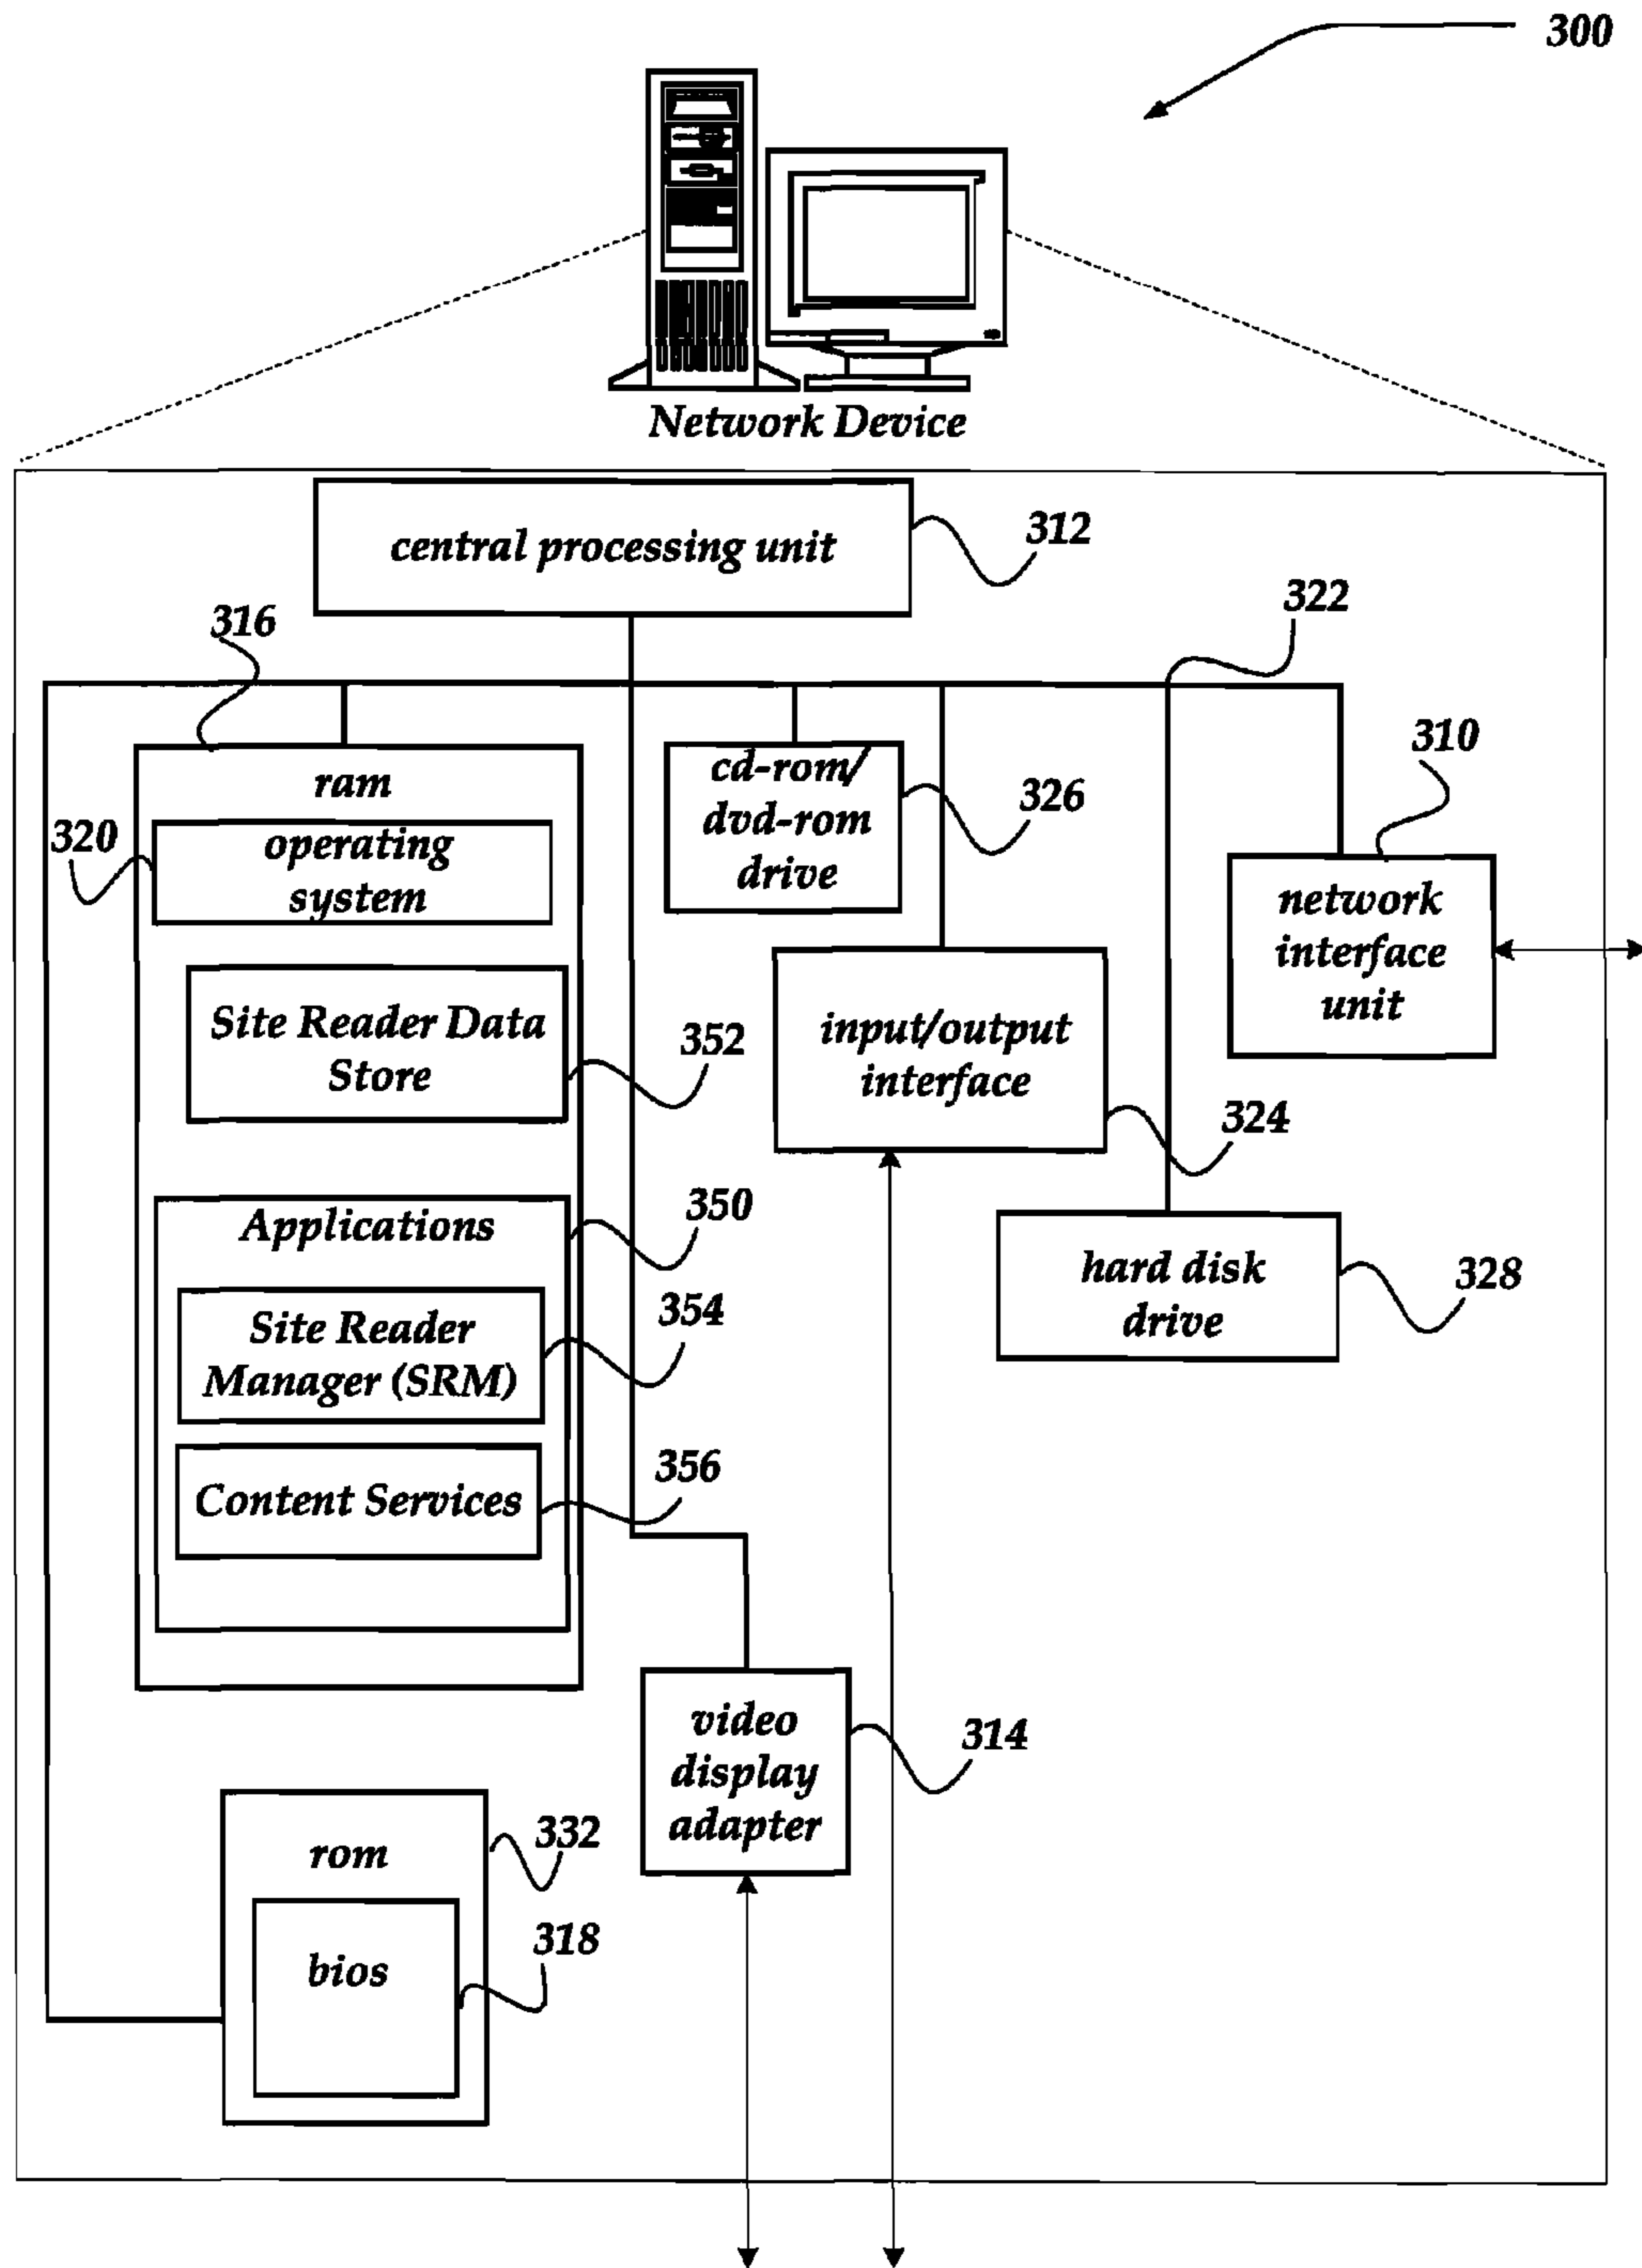 300
Network Device
central processing unit
312
322
316
310
ram
cd-rom/
dvd-rom
drive
326
320
operating
system
network
interface
unit
Site Reader Data
Store
352
input/output
interface
324
Applications
350
hard disk
drive
328
Site Reader
Manager (SRM)
354
Content Services
356
video
display
adapter
314
rom
332
bios
318